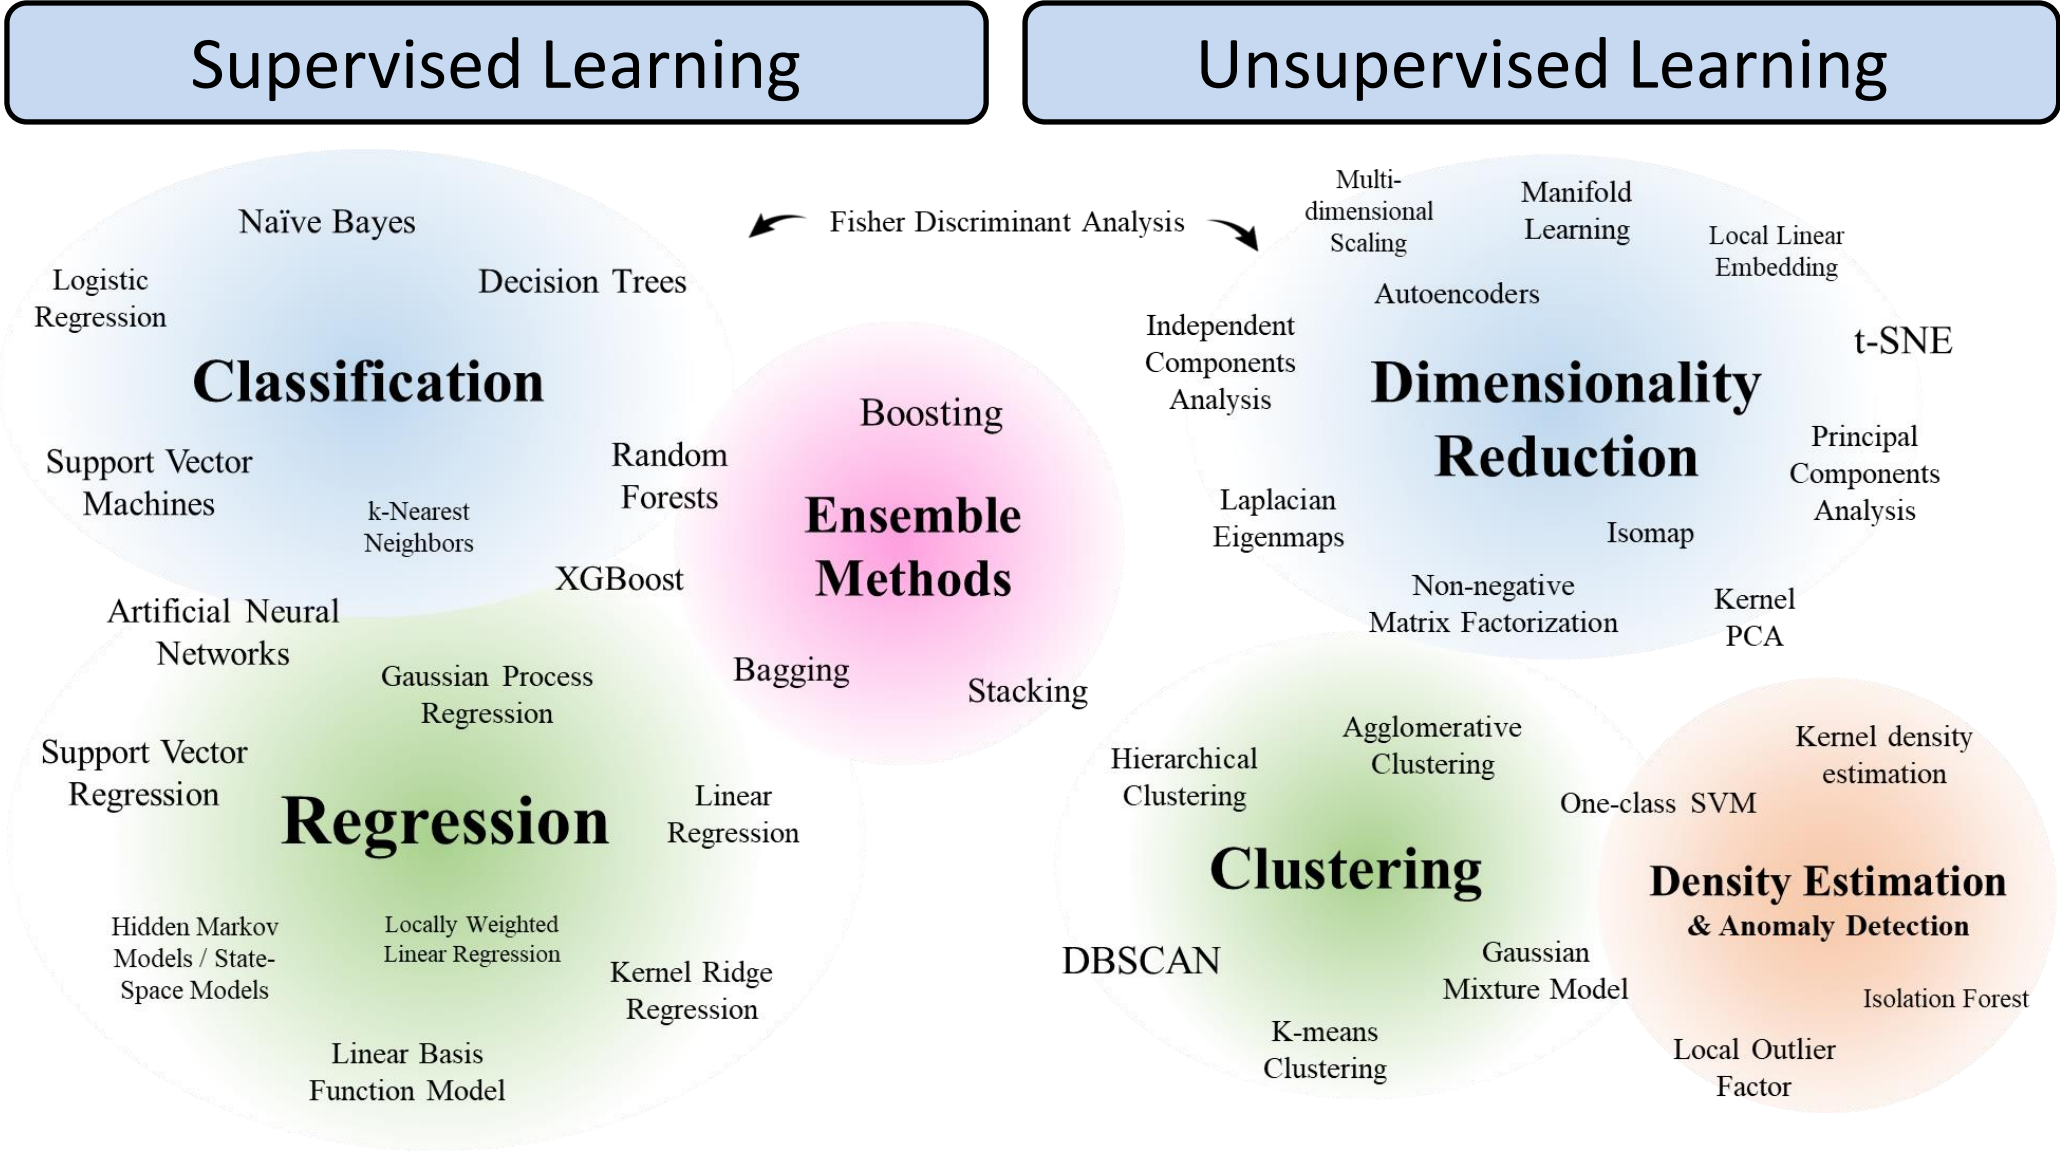 Supervised Learning
Unsupervised Learning
Naïve Bayes
Logistic
Regression
Decision Trees
Classification
Support Vector
Machines
k-Nearest
Neighbors
Random
Forests
XGBoost
Artificial Neural
Networks
Fisher Discriminant Analysis
Boosting
Ensemble
Methods
Bagging
Stacking
Gaussian Process
Regression
Support Vector
Regression
Regression
Linear
Regression
Hidden Markov
Models / State-
Space Models
Locally Weighted
Linear Regression
Kernel Ridge
Regression
Linear Basis
Function Model
Multi-
dimensional
Scaling
Manifold
Learning
Local Linear
Embedding
Autoencoders
Independent
Components
Analysis
t-SNE
Dimensionality
Reduction
Principal
Components
Analysis
Laplacian
Eigenmaps
Isomap
Non-negative
Matrix Factorization
Kernel
PCA
Agglomerative
Clustering
Hierarchical
Clustering
Clustering
DBSCAN
Gaussian
Mixture Model
K-means
Clustering
Kernel density
estimation
One-class SVM
Density Estimation
& Anomaly Detection
Isolation Forest
Local Outlier
Factor